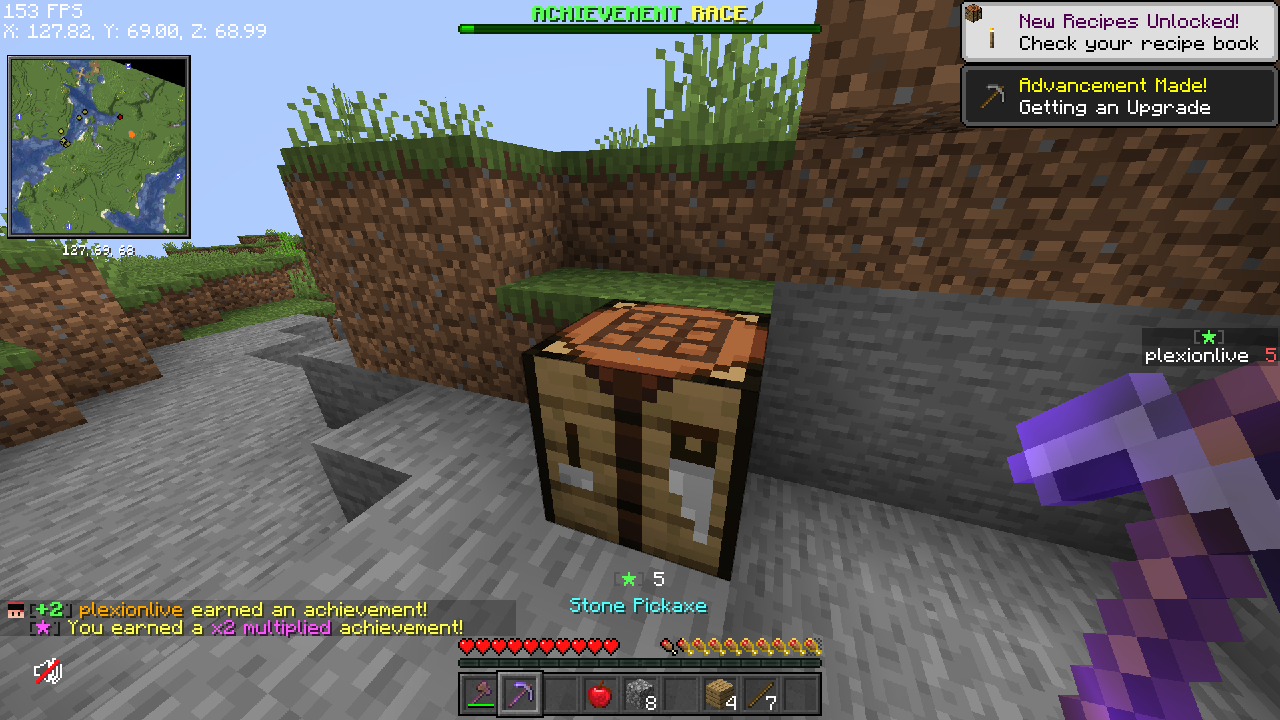 153 FPS
X: 127.82, Y: 69.00, Z: 68.99
ACHIEVEMENT RACE
New Recipes Unlocked!
Check your recipe book
Advancement Made!
Getting an Upgrade
127, 69, 68
[★]
plexionlive 5
[★] 5
Stone Pickaxe
[+2] plexionlive earned an achievement!
[★] You earned a x2 multiplied achievement!
8
4
7